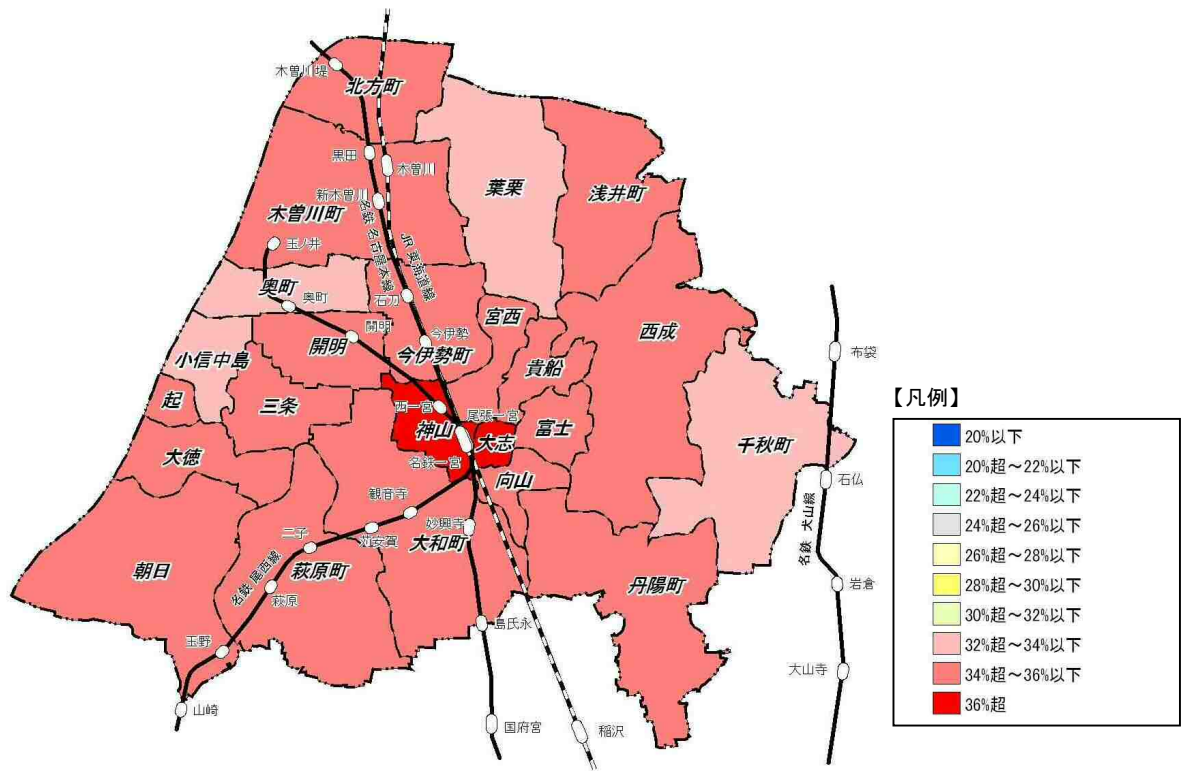 木曽川堤
北方町
黒田
木曽川
葉栗
浅井町
新木曽川
木曽川町
名鉄 名古屋本線
JR 東海道線
玉ノ井
奥町
奥町
石刀
開明
宮西
西成
今伊勢
小信中島
開明
今伊勢町
貴船
布袋
起
三条
西一宮
尾張一宮
神山
大志
富士
千秋町
大徳
名鉄一宮
向山
石仏
観音寺
妙興寺
名鉄 犬山線
二子
苅安賀
大和町
朝日
名鉄 尾西線
萩原町
丹陽町
岩倉
萩原
島氏永
玉野
大山寺
山崎
国府宮
稲沢
【凡例】
20%以下
20%超～22%以下
22%超～24%以下
24%超～26%以下
26%超～28%以下
28%超～30%以下
30%超～32%以下
32%超～34%以下
34%超～36%以下
36%超